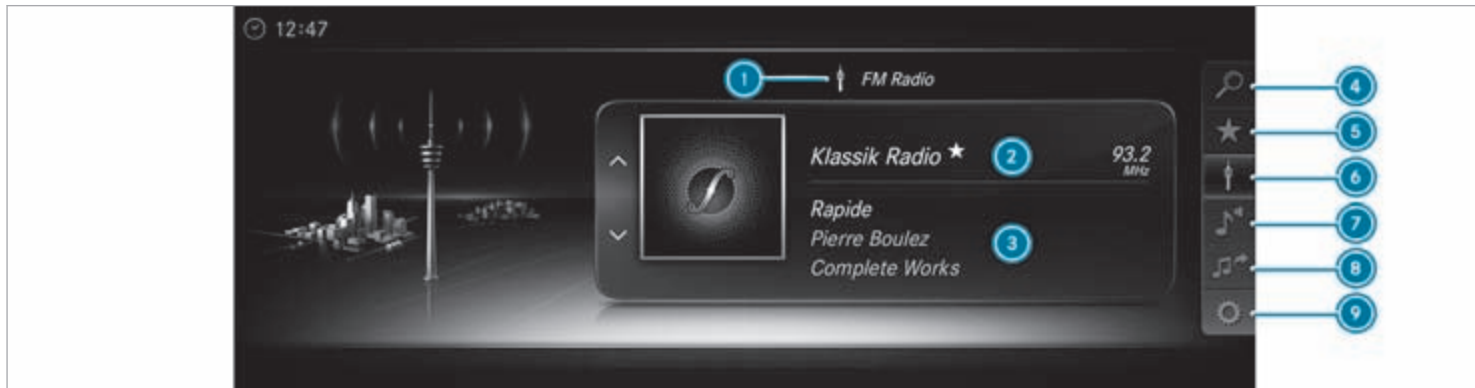 12:47
1
FM Radio
Klassik Radio
2
93.2
MHz
Rapide
Pierre Boulez
3
Complete Works
4
5
6
7
8
9